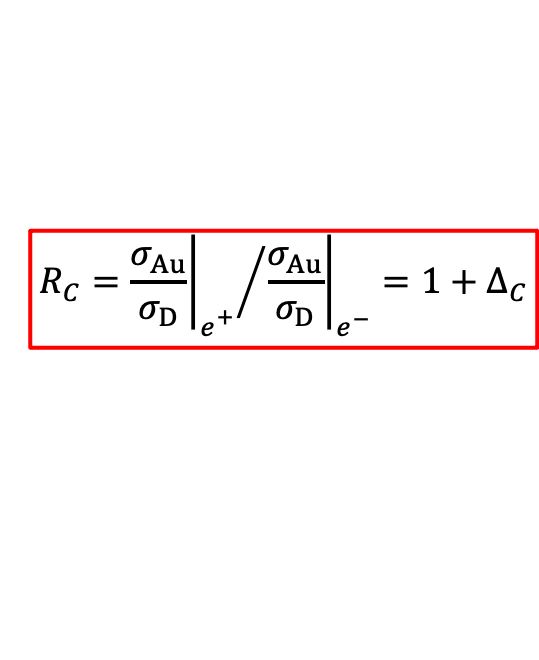 R_C = σ_Au/σ_D|_{e⁺} / σ_Au/σ_D|_{e⁻} = 1 + Δ_C